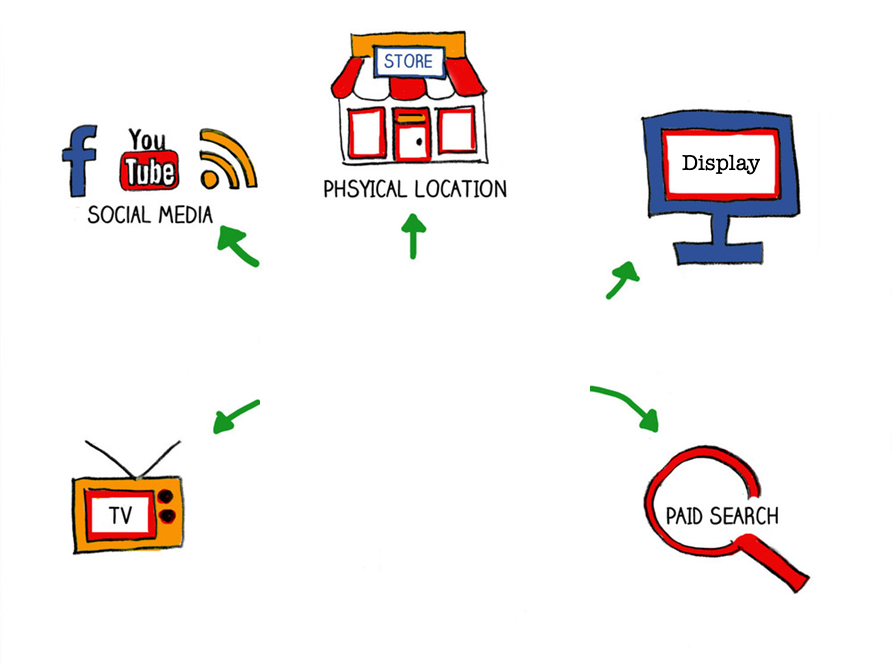 STORE
You
Tube
SOCIAL MEDIA
PHSYICAL LOCATION
Display
TV
PAID SEARCH